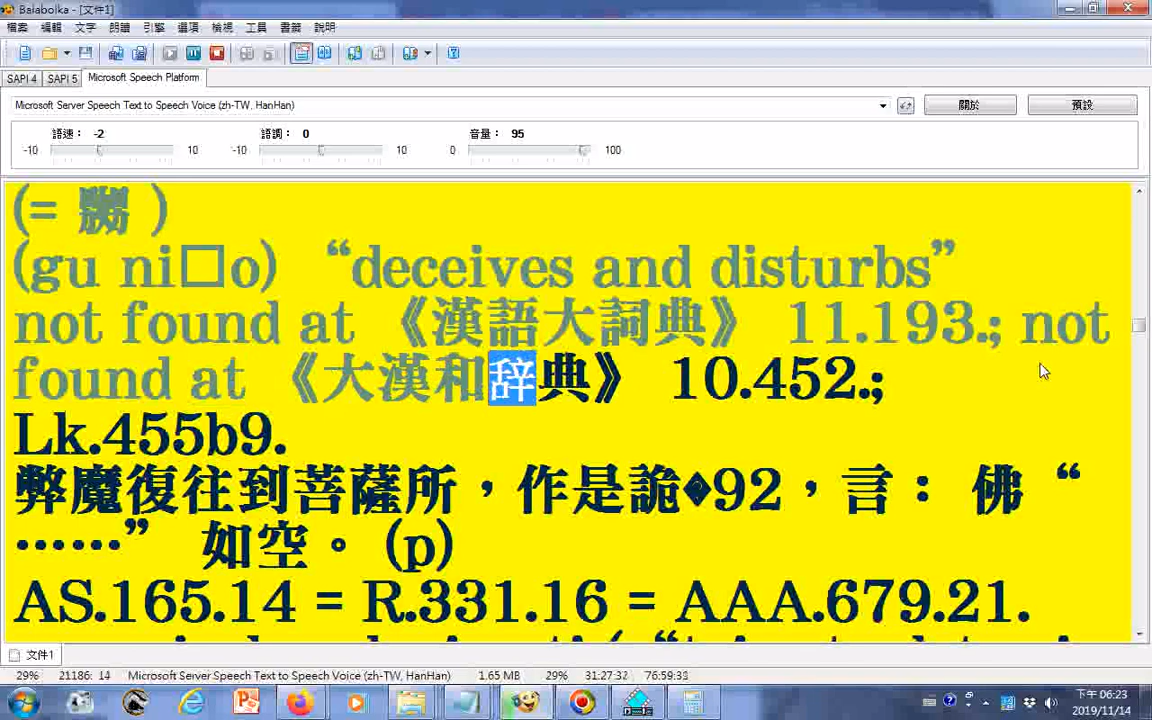 Balabolka - [文件1]
檔案 編輯 文字 朗讀 引擎 選項 檢視 工具 書籤 說明
SAPI 4 SAPI 5 Microsoft Speech Platform
Microsoft Server Speech Text to Speech Voice (zh-TW, HanHan) 關於 預設
語速： -2 語調： 0 音量： 95
-10 10 -10 10 0 100
(= 嬲 )
(gu ni□o) “deceives and disturbs”
not found at 《漢語大詞典》 11.193.; not
found at 《大漢和辞典》 10.452.;
Lk.455b9.
弊魔復往到菩薩所，作是詭�92，言： 佛 “
……” 如空。 (p)
AS.165.14 = R.331.16 = AAA.679.21.
文件1
29% 21186: 14 Microsoft Server Speech Text to Speech Voice (zh-TW, HanHan) 1.65 MB 29% 31:27:32 76:59:38
下午 06:23
2019/11/14